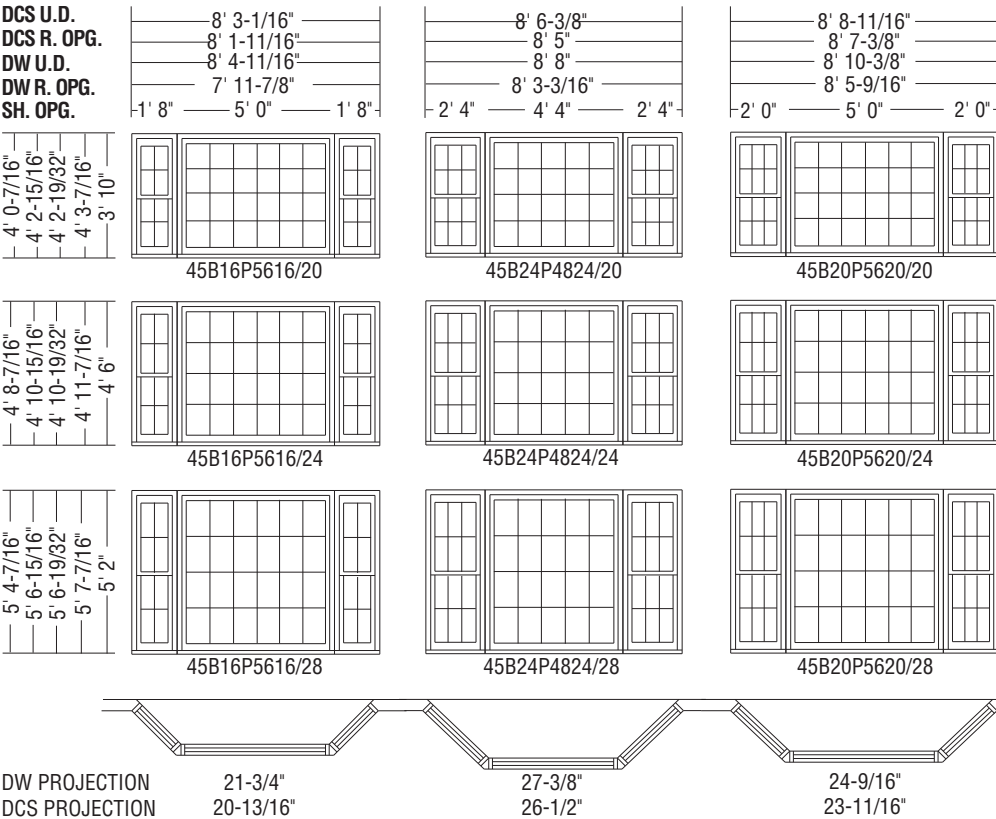 DCS U.D. 8' 3-1/16" 8' 6-3/8" 8' 8-11/16"
DCS R. OPG. 8' 1-11/16" 8' 5" 8' 7-3/8"
DW U.D. 8' 4-11/16" 8' 8" 8' 10-3/8"
DW R. OPG. 7' 11-7/8" 8' 3-3/16" 8' 5-9/16"
SH. OPG. 1' 8" 5' 0" 1' 8" 2' 4" 4' 4" 2' 4" 2' 0" 5' 0" 2' 0"
4' 0-7/16"
4' 2-15/16"
4' 2-19/32"
4' 3-7/16"
3' 10"
45B16P5616/20 45B24P4824/20 45B20P5620/20
4' 8-7/16"
4' 10-15/16"
4' 10-19/32"
4' 11-7/16"
4' 6"
45B16P5616/24 45B24P4824/24 45B20P5620/24
5' 4-7/16"
5' 6-15/16"
5' 6-19/32"
5' 7-7/16"
5' 2"
45B16P5616/28 45B24P4824/28 45B20P5620/28
DW PROJECTION 21-3/4" 27-3/8" 24-9/16"
DCS PROJECTION 20-13/16" 26-1/2" 23-11/16"